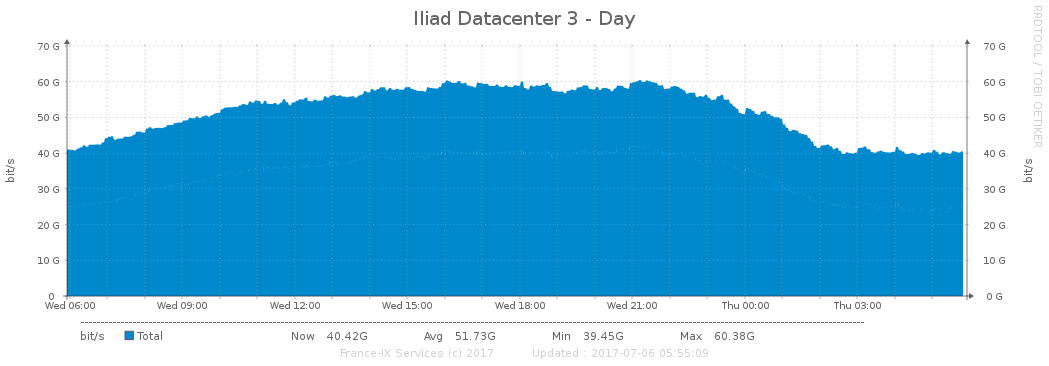 Iliad Datacenter 3 - Day
RRDTOOL / TOBI OETIKER
70 G 70 G
60 G 60 G
50 G 50 G
40 G 40 G
30 G 30 G
20 G 20 G
10 G 10 G
0 0 G
bit/s bit/s
Wed 06:00 Wed 09:00 Wed 12:00 Wed 15:00 Wed 18:00 Wed 21:00 Thu 00:00 Thu 03:00
bit/s Total Now 40.42G Avg 51.73G Min 39.45G Max 60.38G
France-IX Services (c) 2017 Updated : 2017-07-06 05:55:09